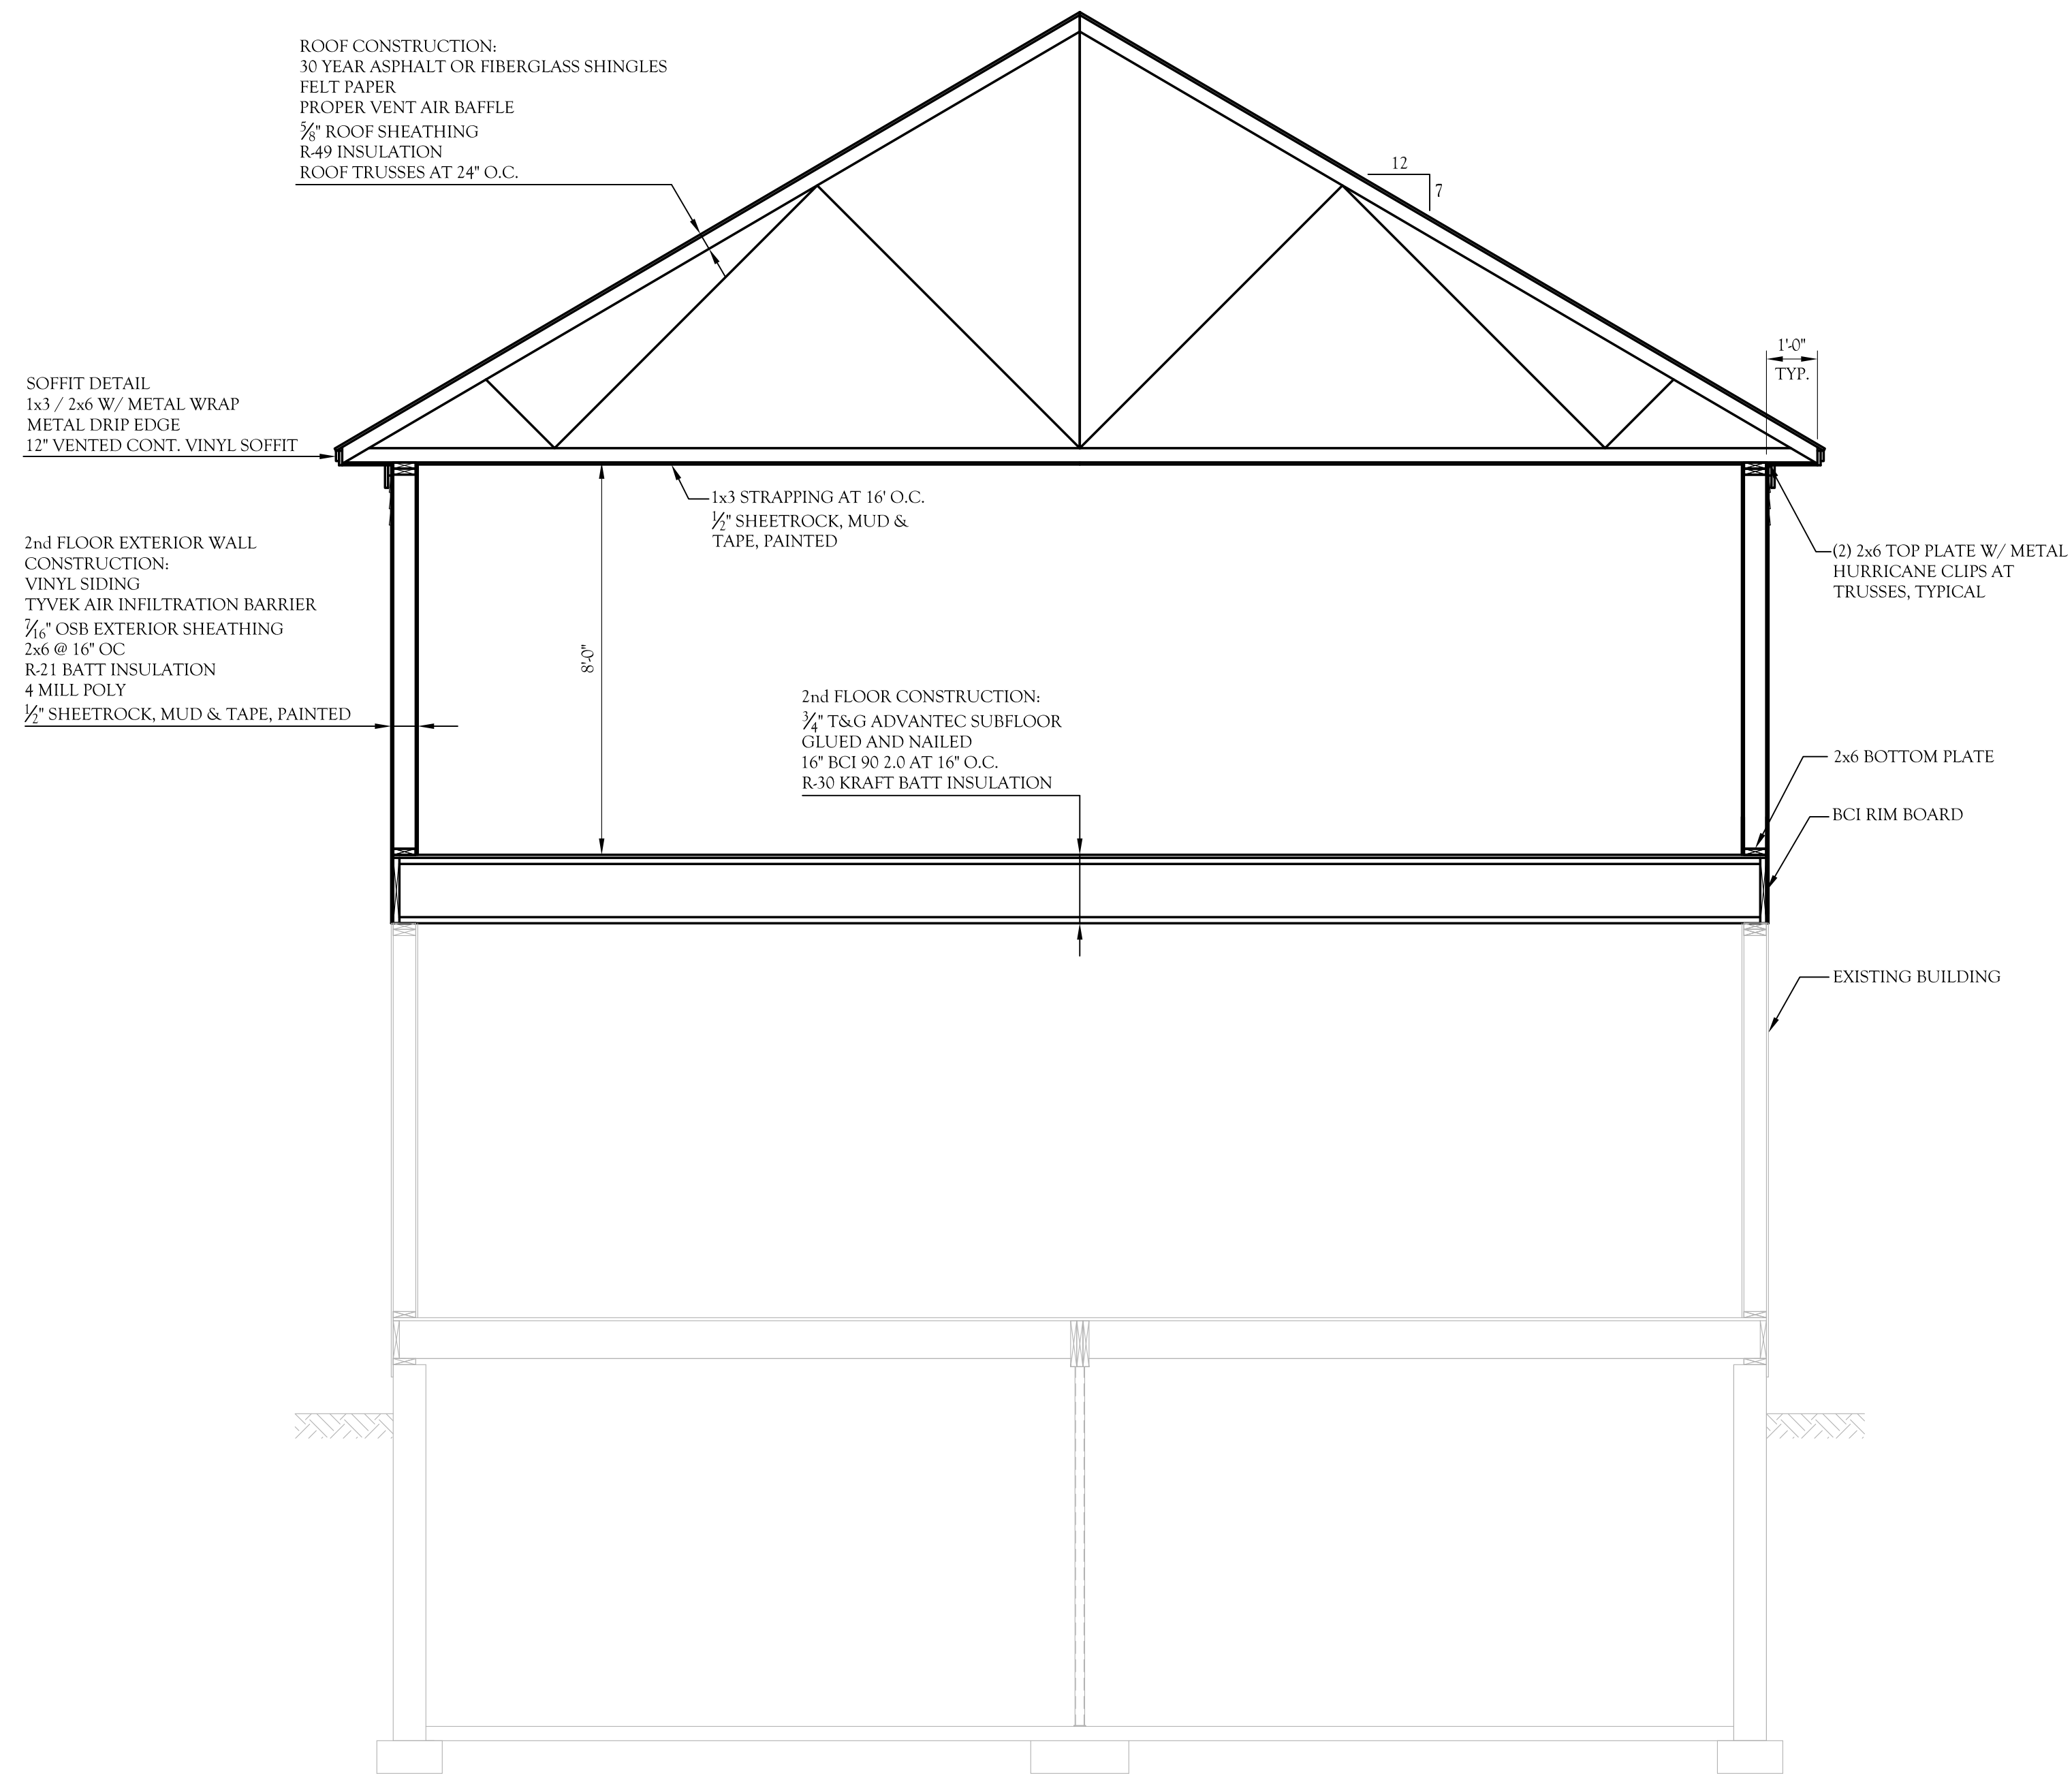 ROOF CONSTRUCTION:
30 YEAR ASPHALT OR FIBERGLASS SHINGLES
FELT PAPER
PROPER VENT AIR BAFFLE
5/8" ROOF SHEATHING
R-49 INSULATION
ROOF TRUSSES AT 24" O.C.
12
7
1'-0"
TYP.
SOFFIT DETAIL
1x3 / 2x6 W/ METAL WRAP
METAL DRIP EDGE
12" VENTED CONT. VINYL SOFFIT
1x3 STRAPPING AT 16' O.C.
1/2" SHEETROCK, MUD &
TAPE, PAINTED
(2) 2x6 TOP PLATE W/ METAL
HURRICANE CLIPS AT
TRUSSES, TYPICAL
2nd FLOOR EXTERIOR WALL
CONSTRUCTION:
VINYL SIDING
TYVEK AIR INFILTRATION BARRIER
7/16" OSB EXTERIOR SHEATHING
2x6 @ 16" OC
R-21 BATT INSULATION
4 MILL POLY
1/2" SHEETROCK, MUD & TAPE, PAINTED
8'-0"
2nd FLOOR CONSTRUCTION:
3/4" T&G ADVANTEC SUBFLOOR
GLUED AND NAILED
16" BCI 90 2.0 AT 16" O.C.
R-30 KRAFT BATT INSULATION
2x6 BOTTOM PLATE
BCI RIM BOARD
EXISTING BUILDING